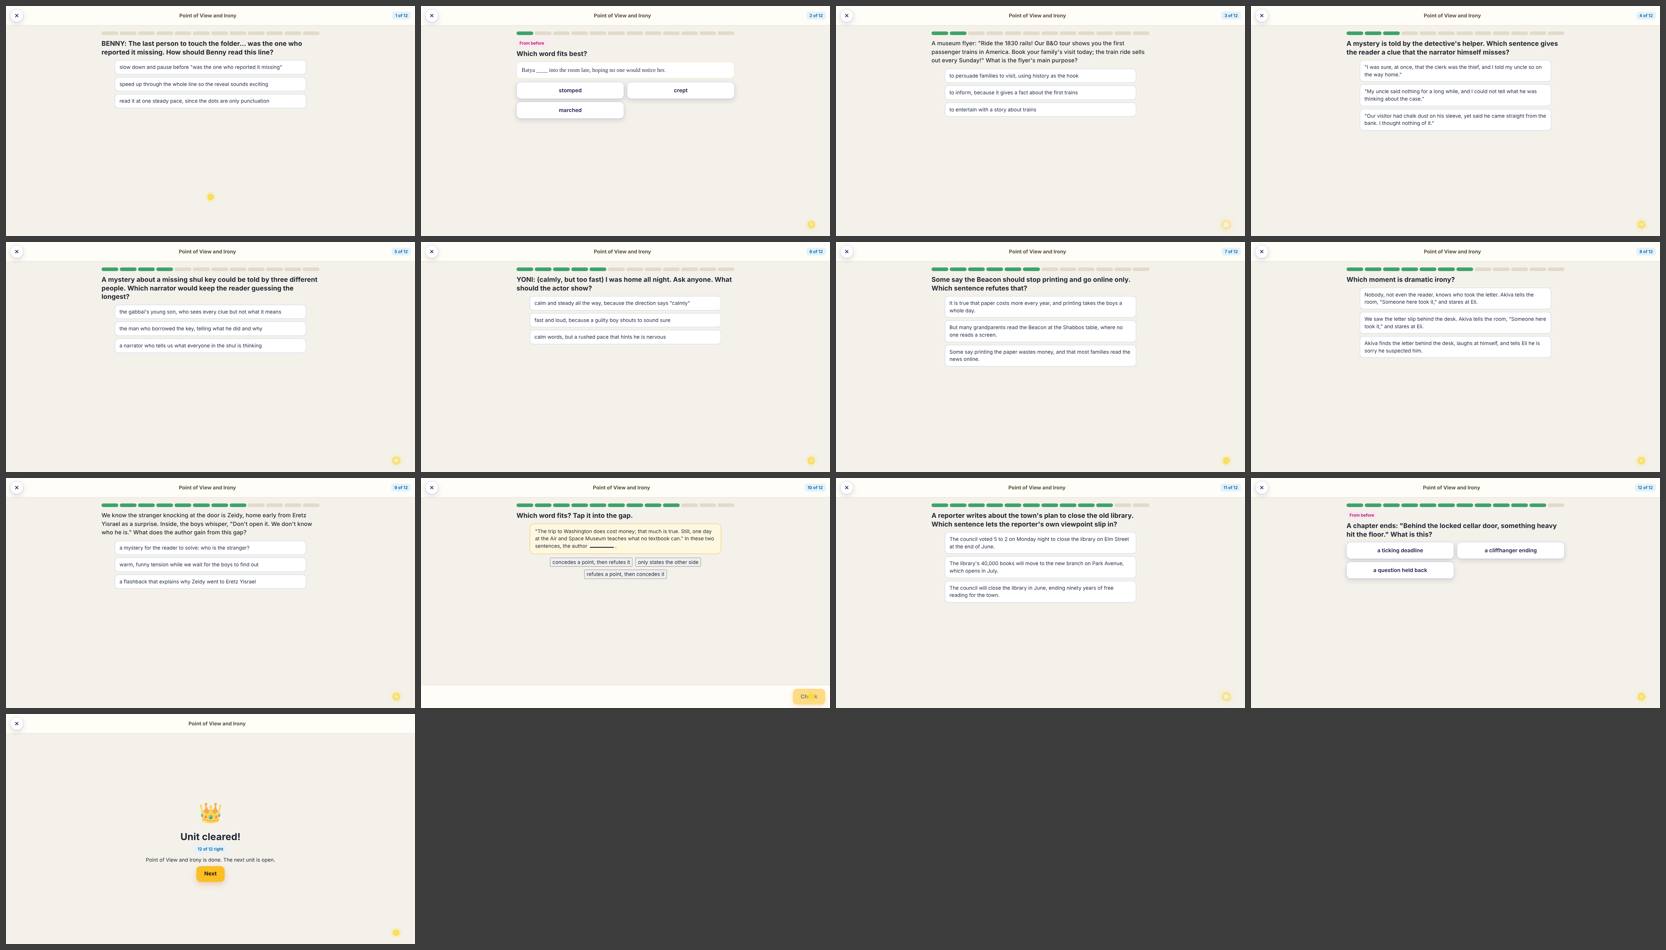 Point of View and Irony
1 of 12
BENNY: The last person to touch the folder... was the one who
reported it missing. How should Benny read this line?
slow down and pause before "was the one who reported it missing"
speed up through the whole line so the reveal sounds exciting
read it at one steady pace, since the dots are only punctuation
Point of View and Irony
2 of 12
From before
Which word fits best?
Batya ____ into the room late, hoping no one would notice her.
stomped
crept
marched
Point of View and Irony
3 of 12
A museum flyer: "Ride the 1830 rails! Our B&O tour shows you the first
passenger trains in America. Book your family's visit today; the train ride sells
out every Sunday!" What is the flyer's main purpose?
to persuade families to visit, using history as the hook
to inform, because it gives a fact about the first trains
to entertain with a story about trains
Point of View and Irony
4 of 12
A mystery is told by the detective's helper. Which sentence gives
the reader a clue that the narrator himself misses?
"I was sure, at once, that the clerk was the thief, and I told my uncle so on
the way home."
"My uncle said nothing for a long while, and I could not tell what he was
thinking about the case."
"Our visitor had chalk dust on his sleeve, yet said he came straight from the
bank. I thought nothing of it."
Point of View and Irony
5 of 12
A mystery about a missing shul key could be told by three different
people. Which narrator would keep the reader guessing the
longest?
the gabbai's young son, who sees every clue but not what it means
the man who borrowed the key, telling what he did and why
a narrator who tells us what everyone in the shul is thinking
Point of View and Irony
6 of 12
YONI: (calmly, but too fast) I was home all night. Ask anyone. What
should the actor show?
calm and steady all the way, because the direction says "calmly"
fast and loud, because a guilty boy shouts to sound sure
calm words, but a rushed pace that hints he is nervous
Point of View and Irony
7 of 12
Some say the Beacon should stop printing and go online only.
Which sentence refutes that?
It is true that paper costs more every year, and printing takes the boys a
whole day.
But many grandparents read the Beacon at the Shabbos table, where no
one reads a screen.
Some say printing the paper wastes money, and that most families read the
news online.
Point of View and Irony
8 of 12
Which moment is dramatic irony?
Nobody, not even the reader, knows who took the letter. Akiva tells the
room, "Someone here took it," and stares at Eli.
We saw the letter slip behind the desk. Akiva tells the room, "Someone here
took it," and stares at Eli.
Akiva finds the letter behind the desk, laughs at himself, and tells Eli he is
sorry he suspected him.
Point of View and Irony
9 of 12
We know the stranger knocking at the door is Zeidy, home early from Eretz
Yisrael as a surprise. Inside, the boys whisper, "Don't open it. We don't know
who he is." What does the author gain from this gap?
a mystery for the reader to solve: who is the stranger?
warm, funny tension while we wait for the boys to find out
a flashback that explains why Zeidy went to Eretz Yisrael
Point of View and Irony
10 of 12
Which word fits? Tap it into the gap.
"The trip to Washington does cost money; that much is true. Still, one day
at the Air and Space Museum teaches what no textbook can." In these two
sentences, the author ____ .
concedes a point, then refutes it
only states the other side
refutes a point, then concedes it
Check
Point of View and Irony
11 of 12
A reporter writes about the town's plan to close the old library.
Which sentence lets the reporter's own viewpoint slip in?
The council voted 5 to 2 on Monday night to close the library on Elm Street
at the end of June.
The library's 40,000 books will move to the new branch on Park Avenue,
which opens in July.
The council will close the library in June, ending ninety years of free
reading for the town.
Point of View and Irony
12 of 12
From before
A chapter ends: "Behind the locked cellar door, something heavy
hit the floor." What is this?
a ticking deadline
a cliffhanger ending
a question held back
Point of View and Irony
Unit cleared!
12 of 12 right
Point of View and Irony is done. The next unit is open.
Next